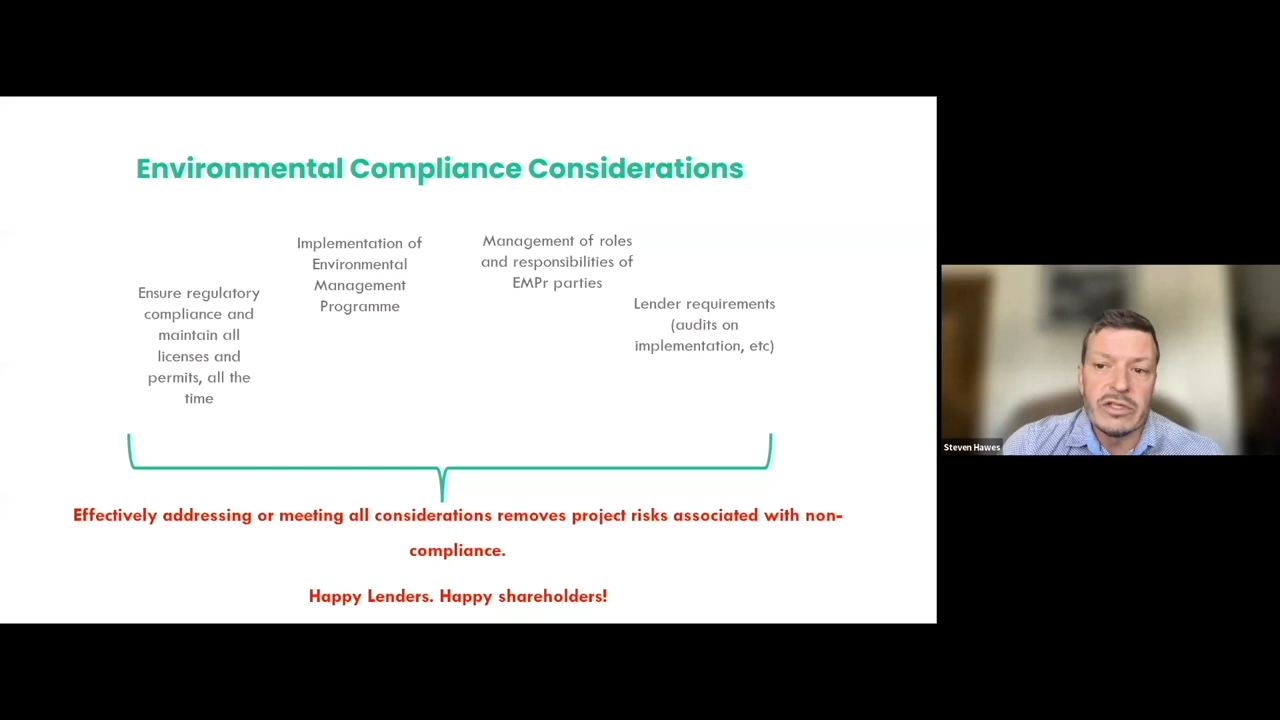 Environmental Compliance Considerations
Implementation of
Environmental
Management
Programme
Management of roles
and responsibilities of
EMPr parties
Ensure regulatory
compliance and
maintain all
licenses and
permits, all the
time
Lender requirements
(audits on
implementation, etc)
Effectively addressing or meeting all considerations removes project risks associated with non-
compliance.
Happy Lenders. Happy shareholders!
Steven Hawes